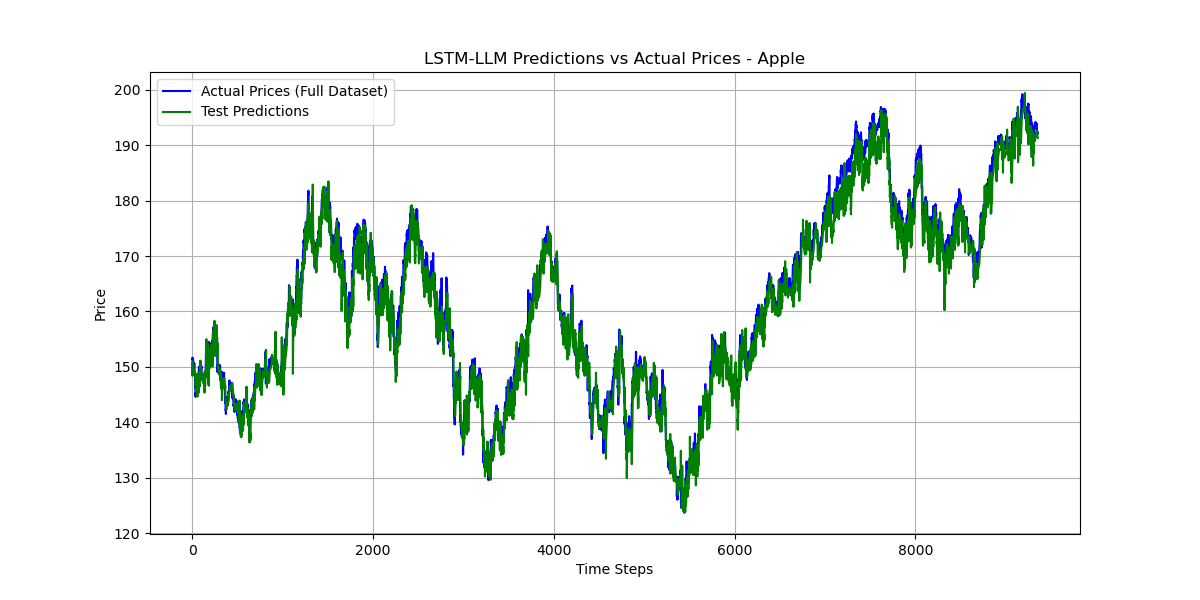 LSTM-LLM Predictions vs Actual Prices - Apple
Actual Prices (Full Dataset)
Test Predictions
Price
200
190
180
170
160
150
140
130
120
0
2000
4000
6000
8000
Time Steps